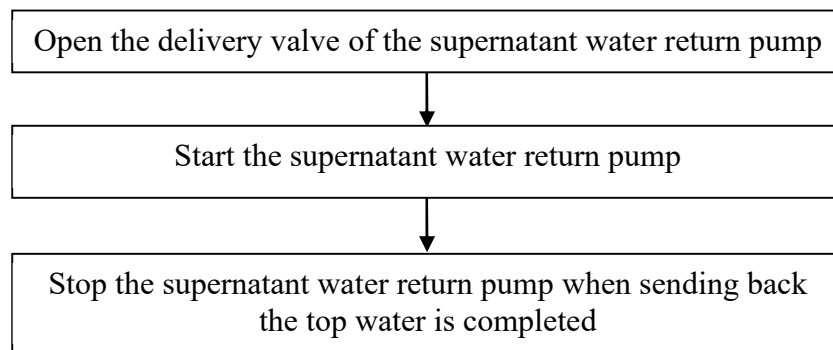 Open the delivery valve of the supernatant water return pump
Start the supernatant water return pump
Stop the supernatant water return pump when sending back
the top water is completed